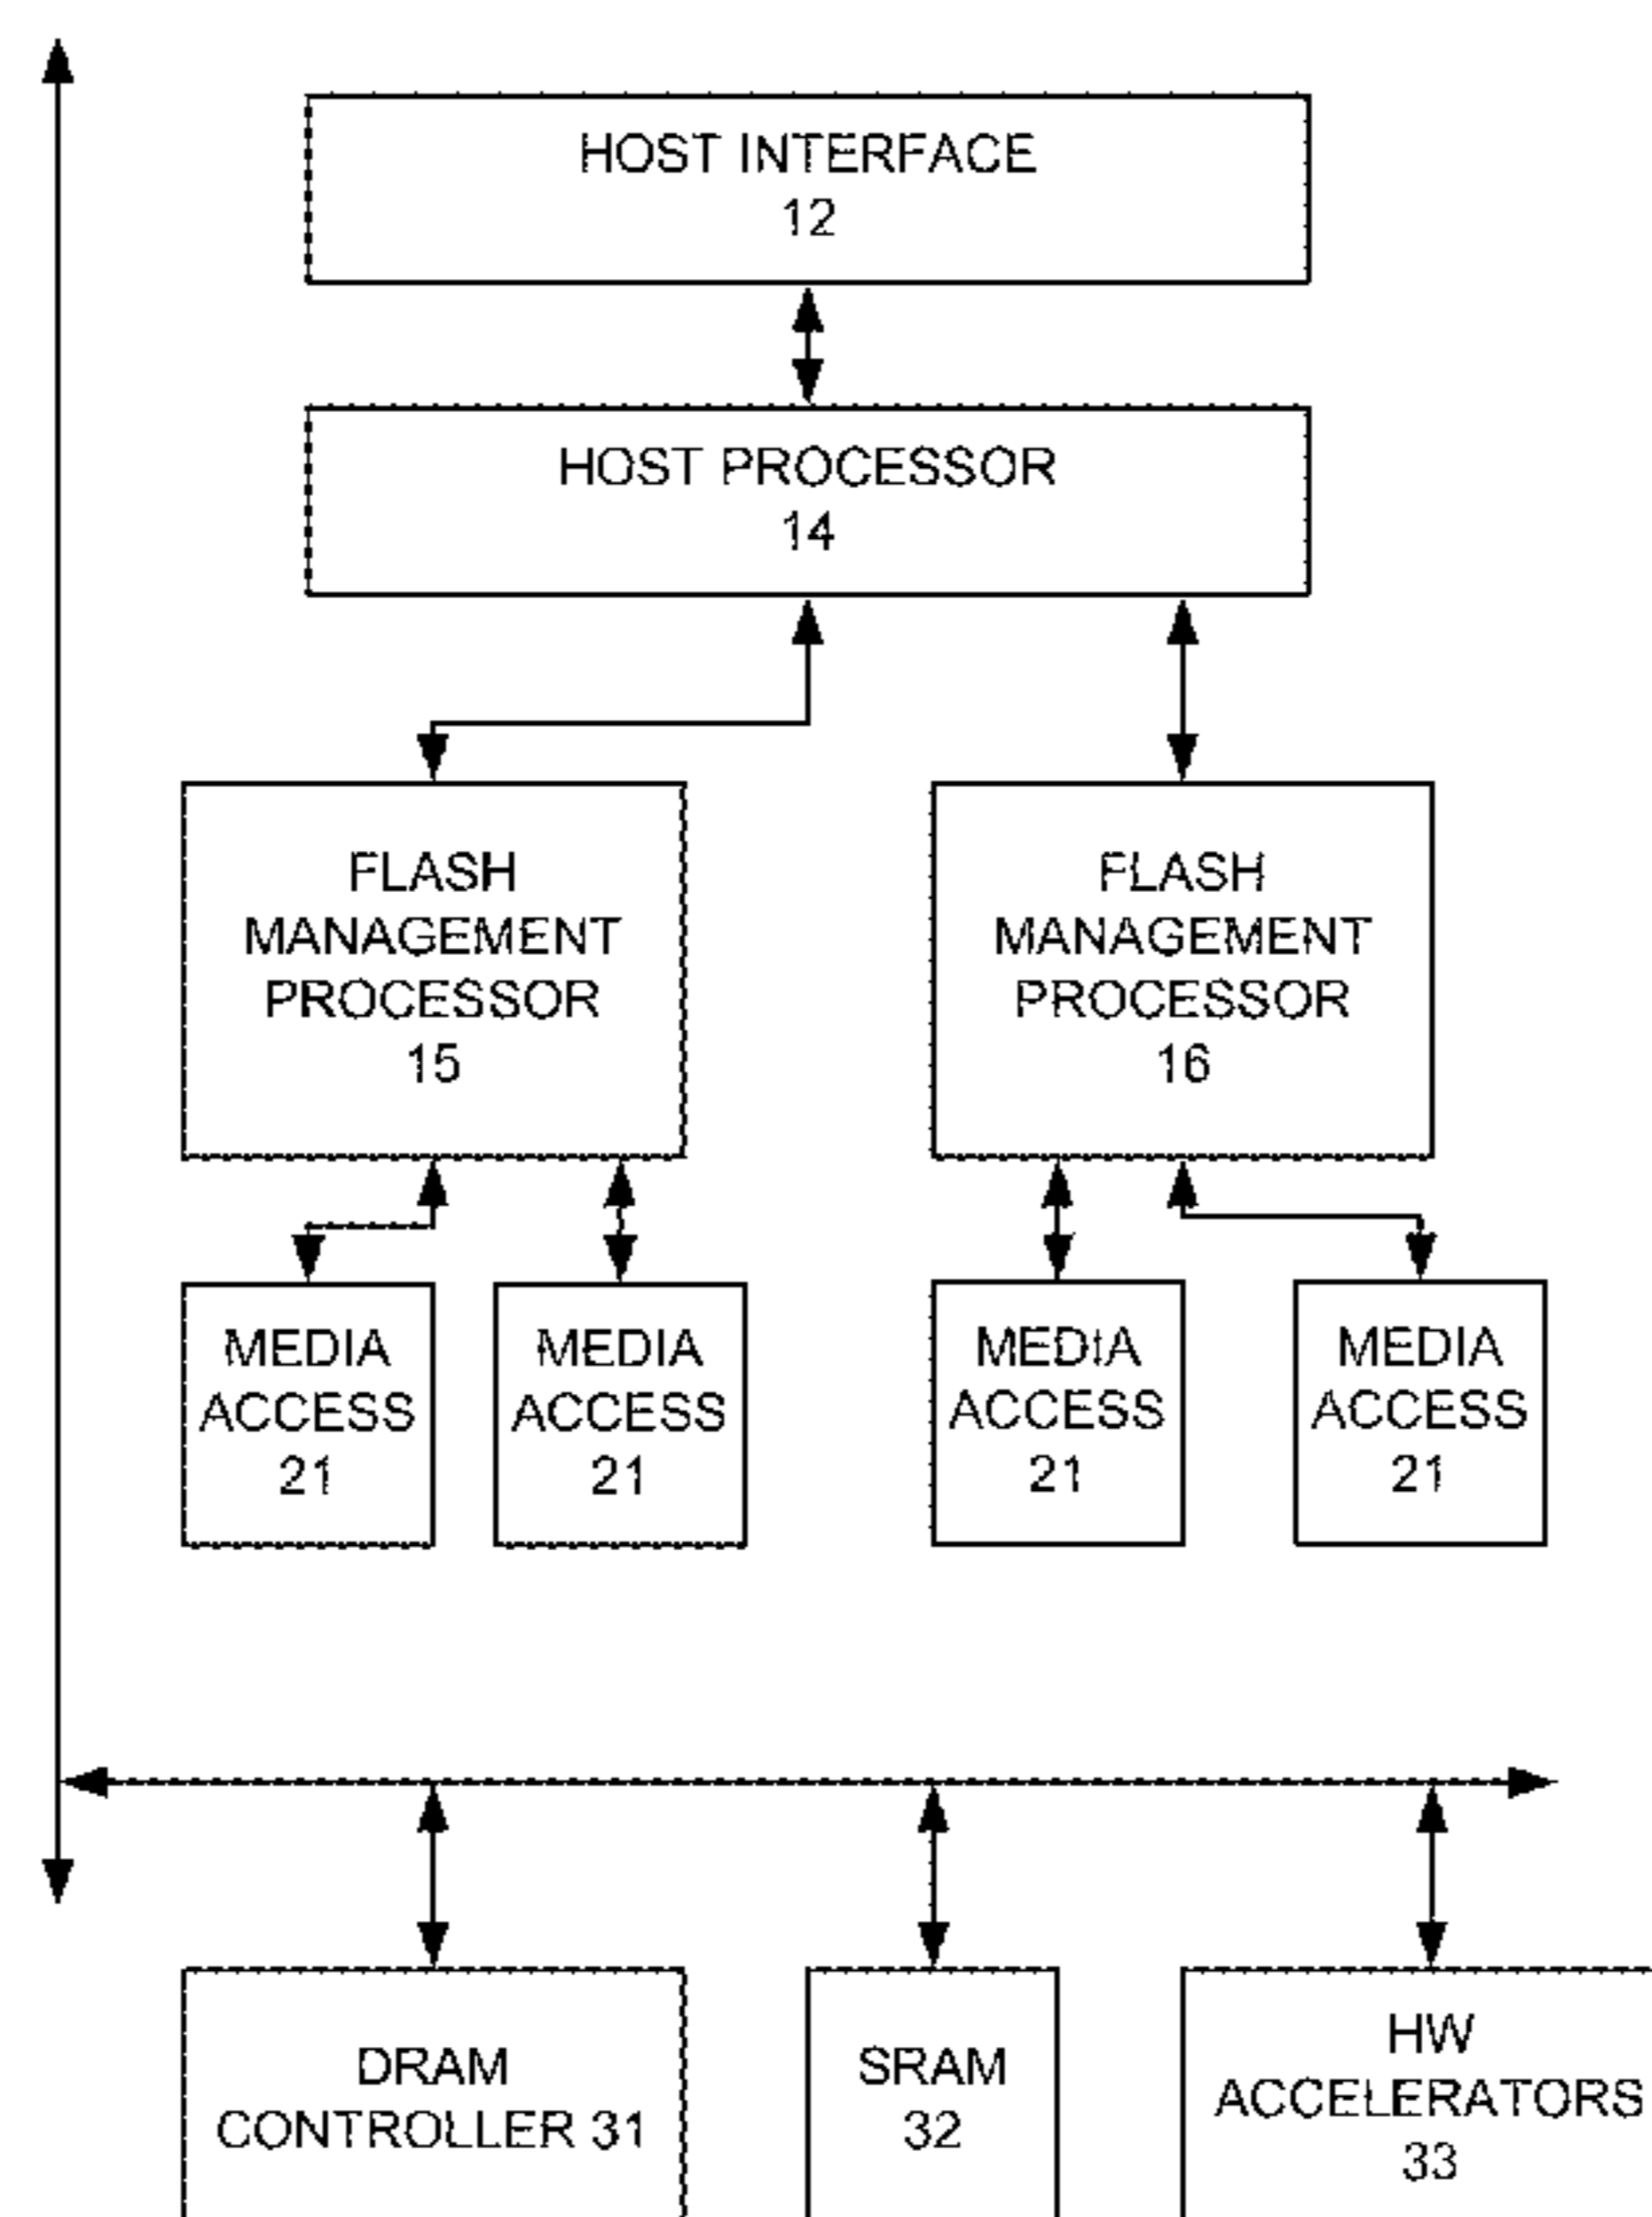 HOST INTERFACE
12
HOST PROCESSOR
14
FLASH
MANAGEMENT
PROCESSOR
15
FLASH
MANAGEMENT
PROCESSOR
16
MEDIA
ACCESS
21
MEDIA
ACCESS
21
MEDIA
ACCESS
21
MEDIA
ACCESS
21
DRAM
CONTROLLER 31
SRAM
32
HW
ACCELERATORS
33